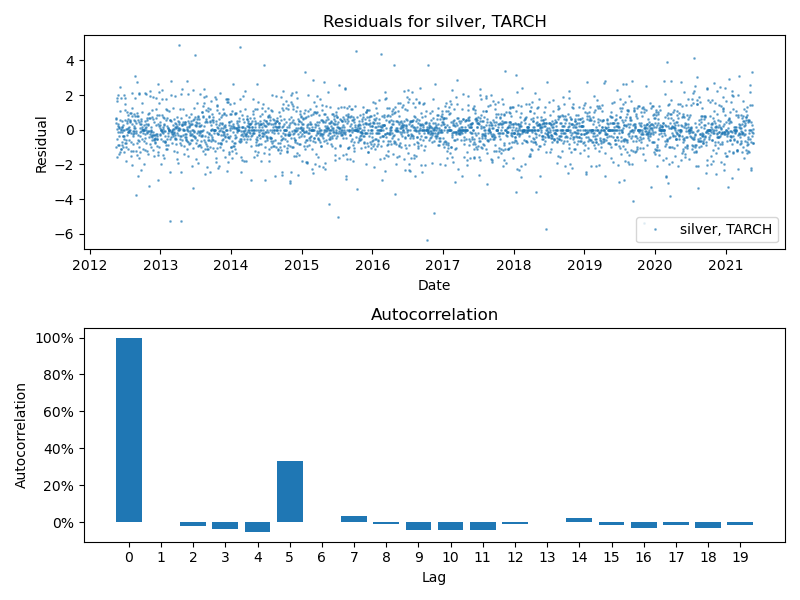 Residuals for silver, TARCH
4
2
0
−2
−4
−6
Residual
silver, TARCH
2012 2013 2014 2015 2016 2017 2018 2019 2020 2021
Date
Autocorrelation
100%
80%
60%
40%
20%
0%
Autocorrelation
0 1 2 3 4 5 6 7 8 9 10 11 12 13 14 15 16 17 18 19
Lag